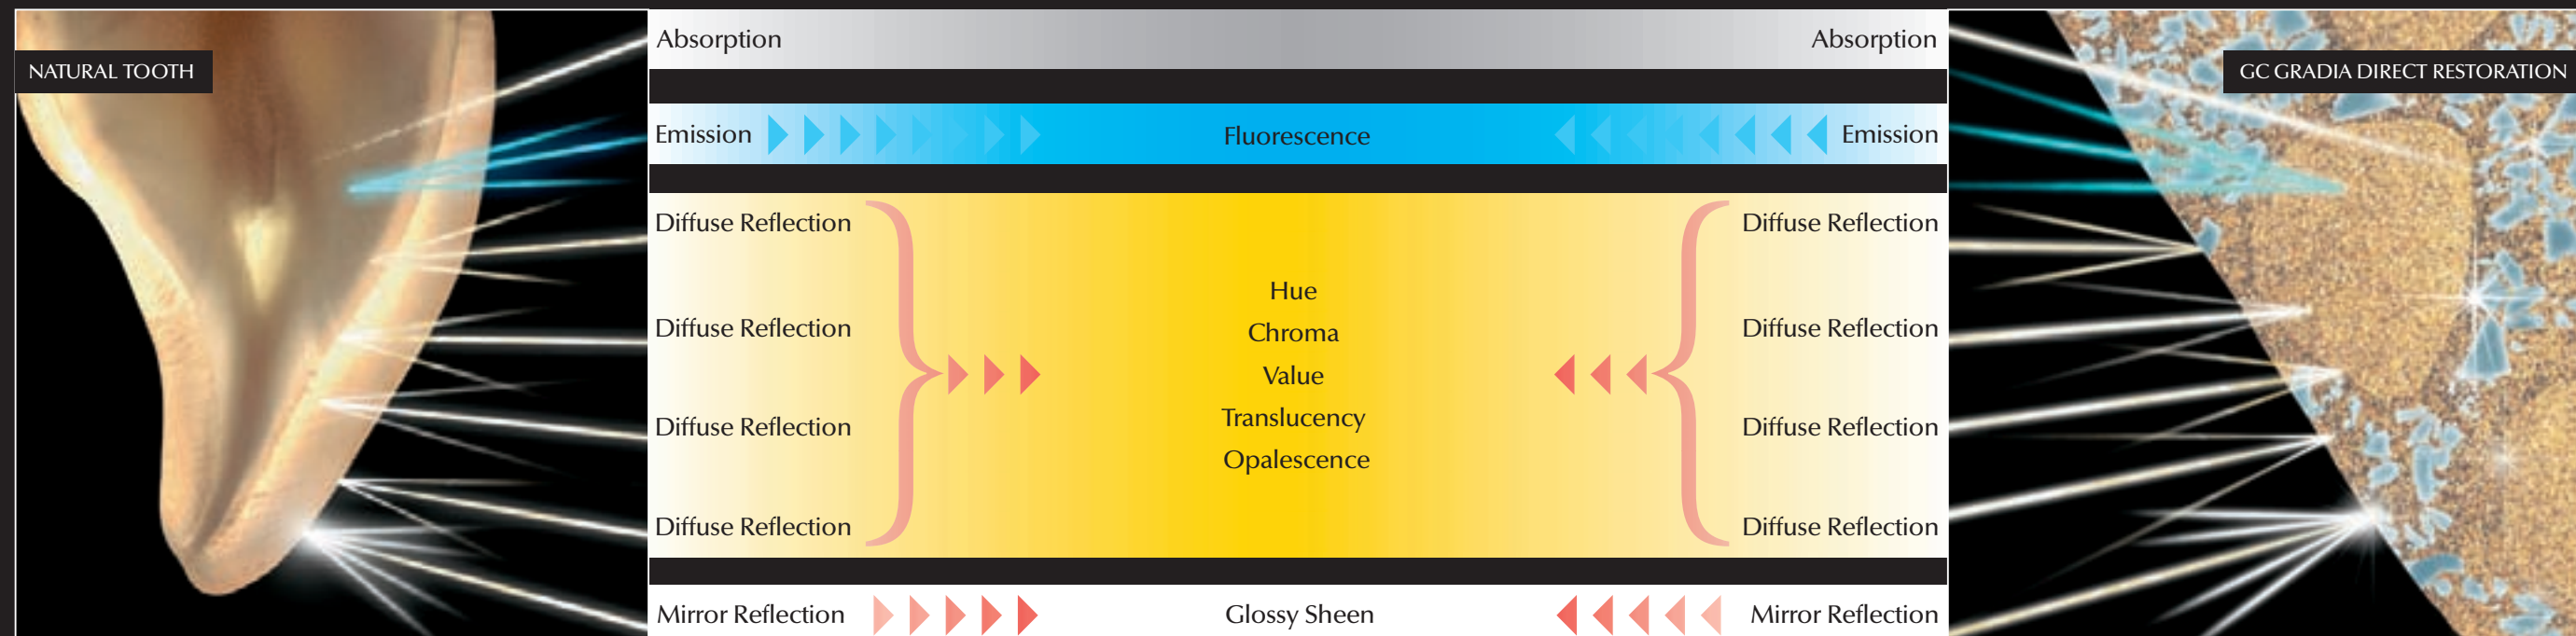 NATURAL TOOTH
GC GRADIA DIRECT RESTORATION
Absorption Absorption
Emission Fluorescence Emission
Diffuse Reflection Diffuse Reflection
Hue
Diffuse Reflection Chroma Diffuse Reflection
Value
Translucency
Diffuse Reflection Diffuse Reflection
Opalescence
Diffuse Reflection Diffuse Reflection
Mirror Reflection Glossy Sheen Mirror Reflection